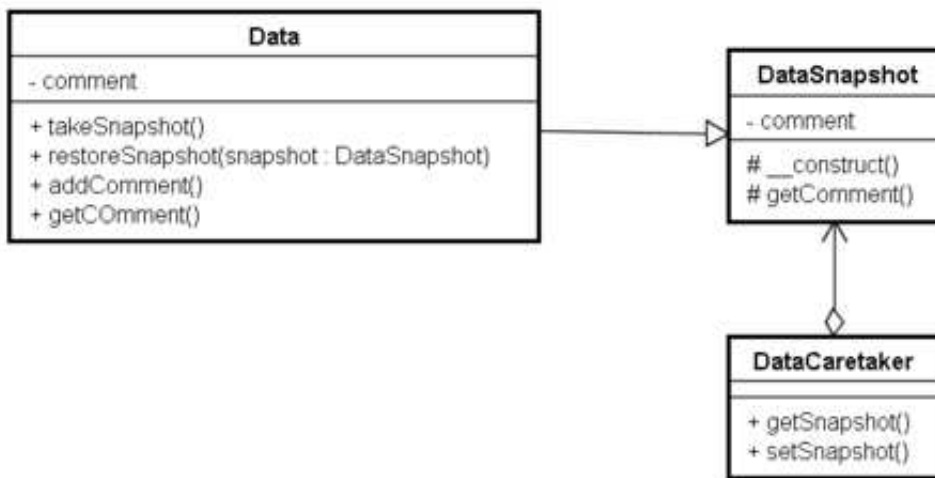 Data
- comment
+ takeSnapshot()
+ restoreSnapshot(snapshot : DataSnapshot)
+ addComment()
+ getCOmment()
DataSnapshot
- comment
# __construct()
# getComment()
DataCaretaker
+ getSnapshot()
+ setSnapshot()